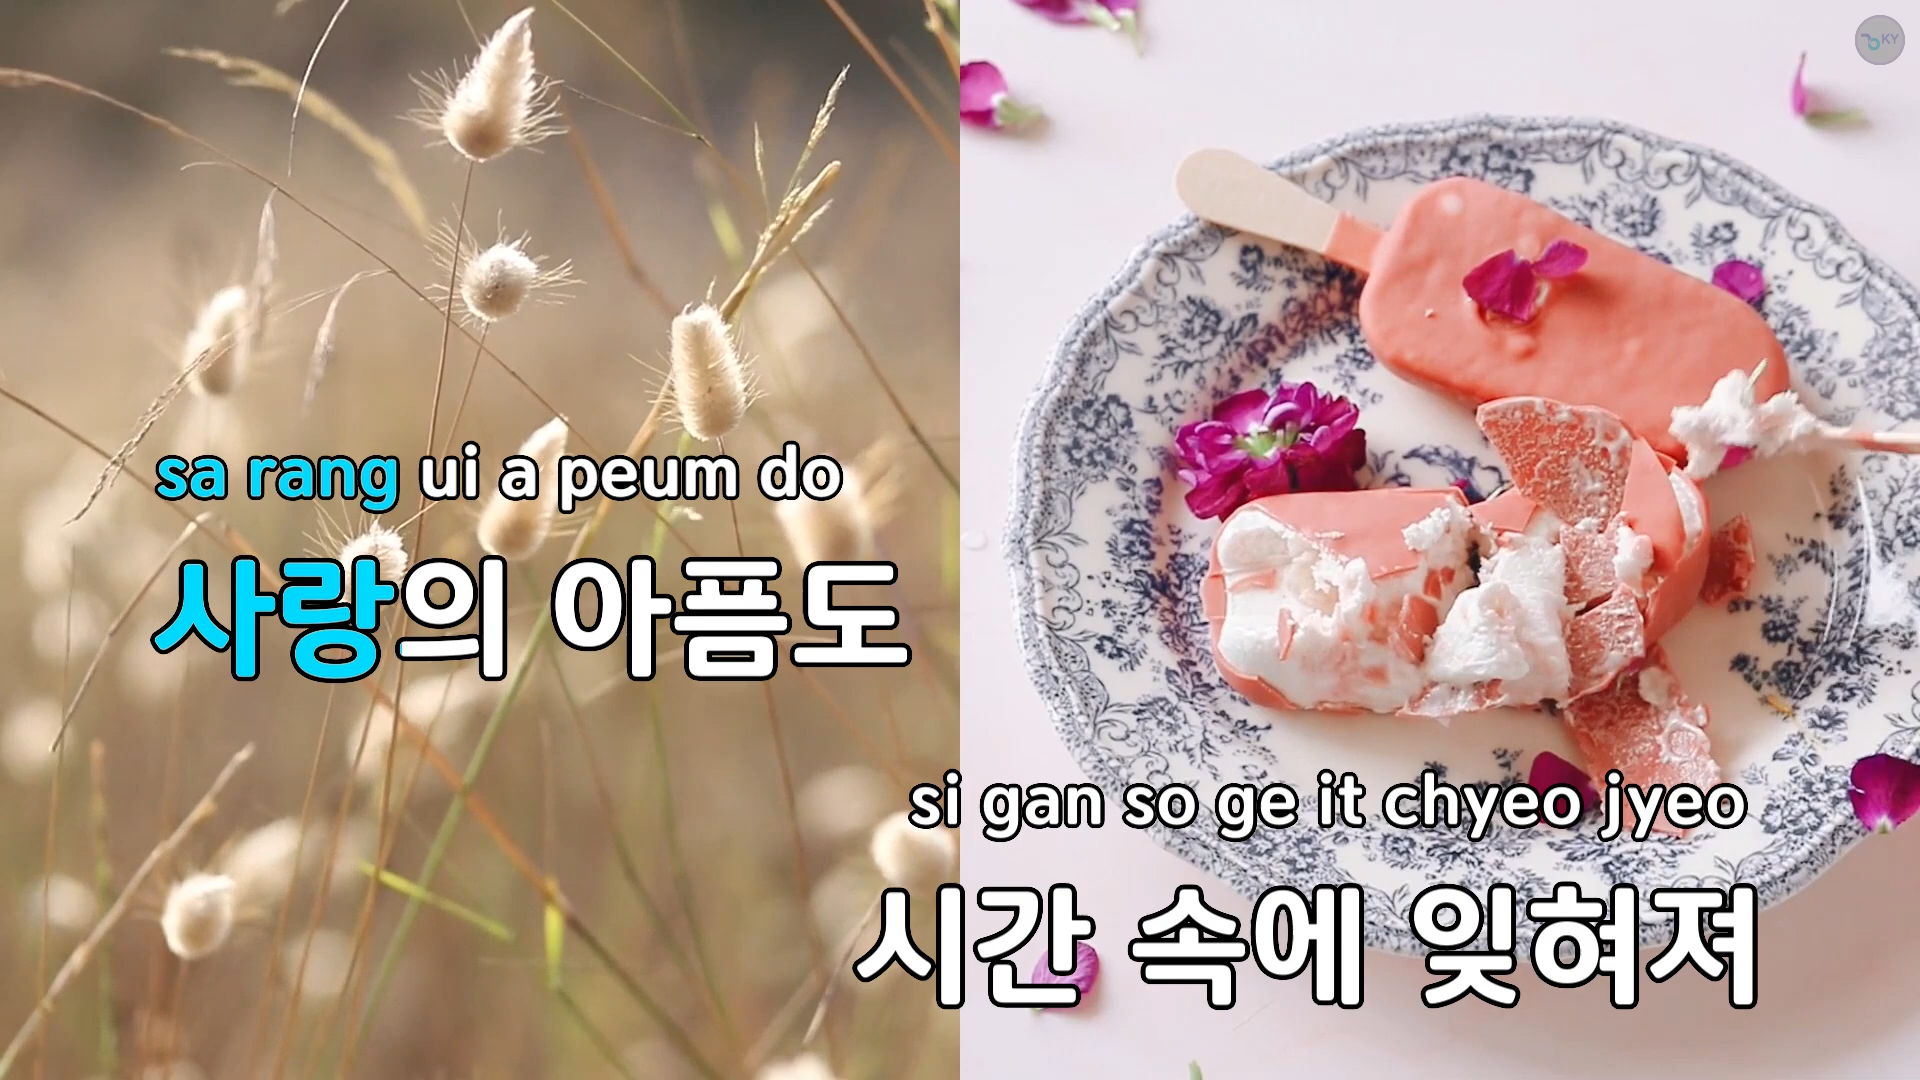 KY
sa rang ui a peum do
사랑의 아픔도
si gan so ge it chyeo jyeo
시간 속에 잊혀져